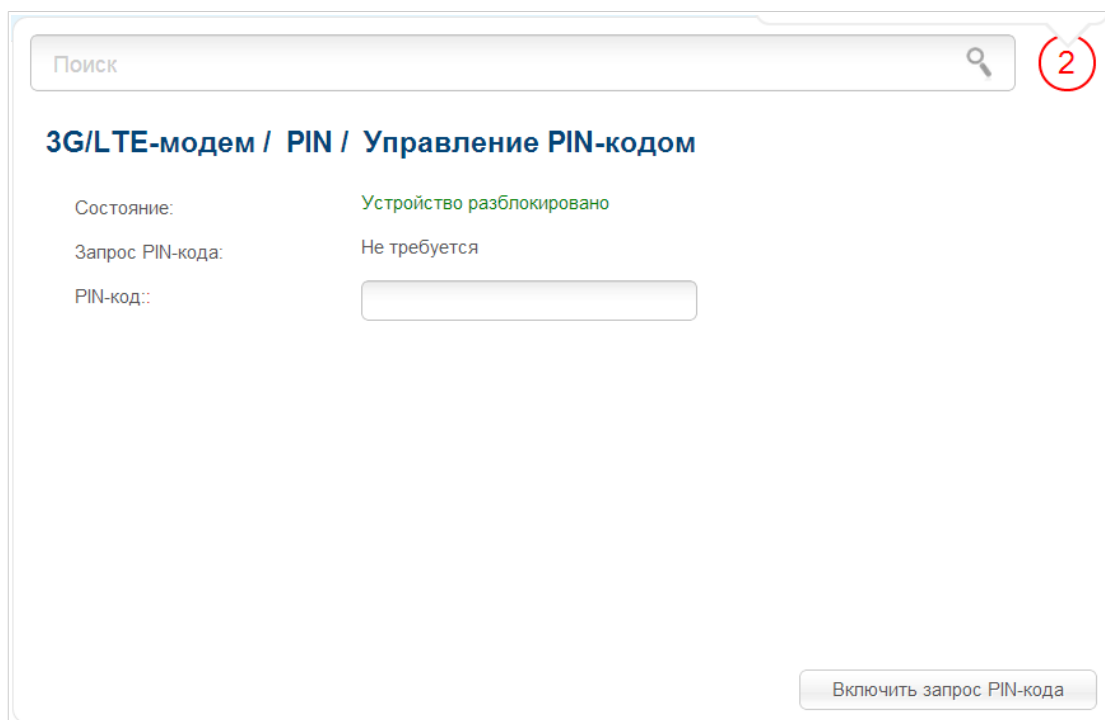 Поиск
2
3G/LTE-модем / PIN / Управление PIN-кодом
Состояние: Устройство разблокировано
Запрос PIN-кода: Не требуется
PIN-код::
Включить запрос PIN-кода